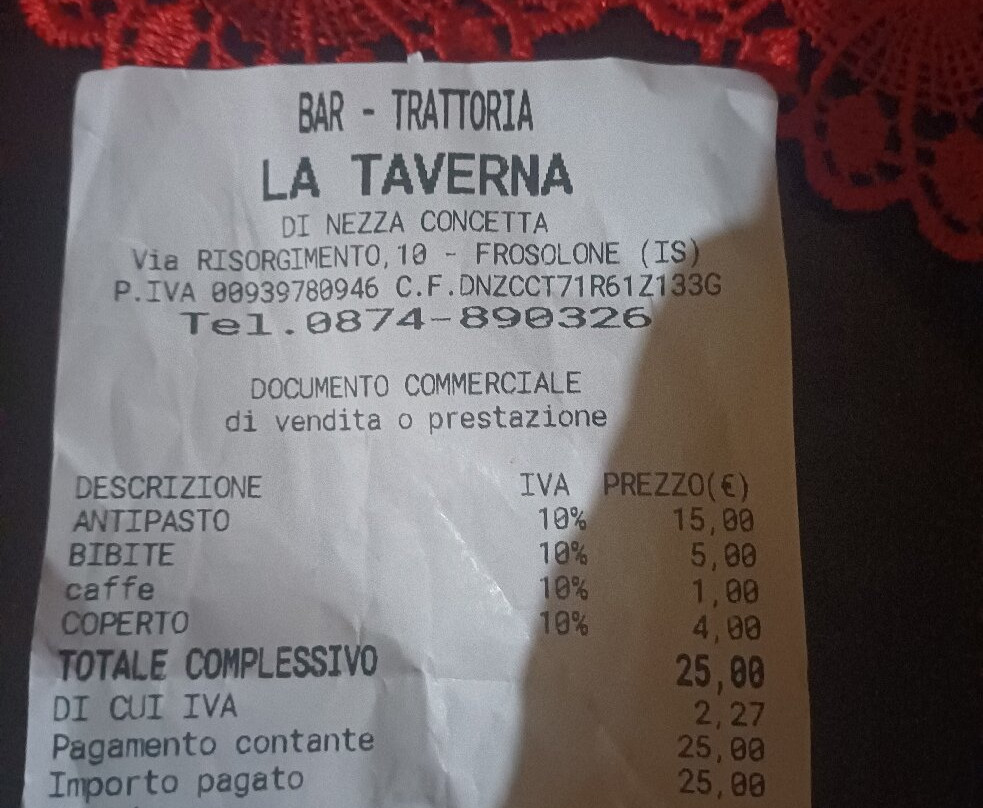 BAR - TRATTORIA
LA TAVERNA
DI NEZZA CONCETTA
Via RISORGIMENTO,10 - FROSOLONE (IS)
P.IVA 00939780946 C.F.DNZCCT71R61Z133G
Tel.0874-890326
DOCUMENTO COMMERCIALE
di vendita o prestazione
DESCRIZIONE IVA PREZZO(€)
ANTIPASTO 10% 15,00
BIBITE 10% 5,00
caffe 10% 1,00
COPERTO 10% 4,00
TOTALE COMPLESSIVO 25,00
DI CUI IVA 2,27
Pagamento contante 25,00
Importo pagato 25,00